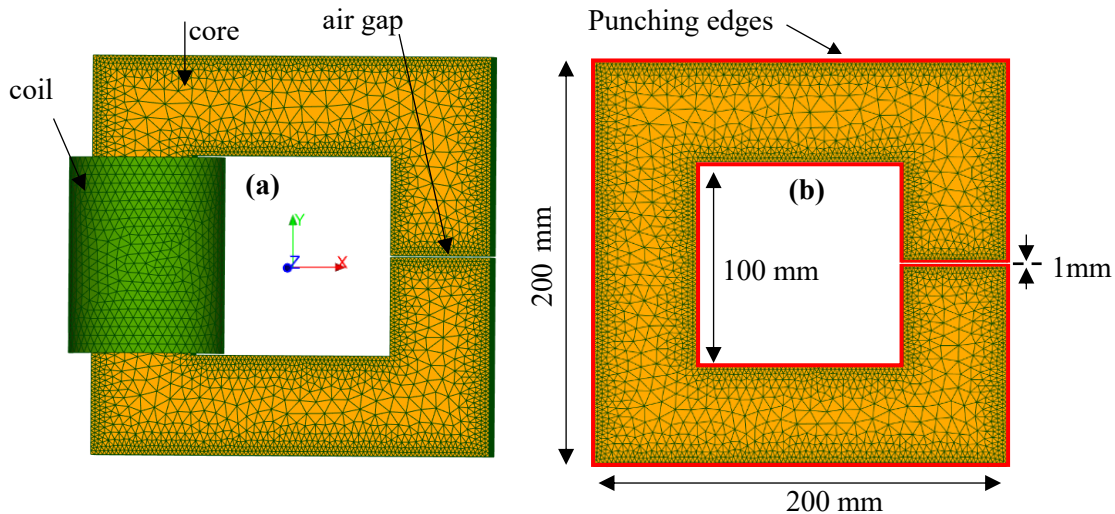 core
air gap
Punching edges
coil
(a)
(b)
Y
Z
X
200 mm
100 mm
1mm
200 mm